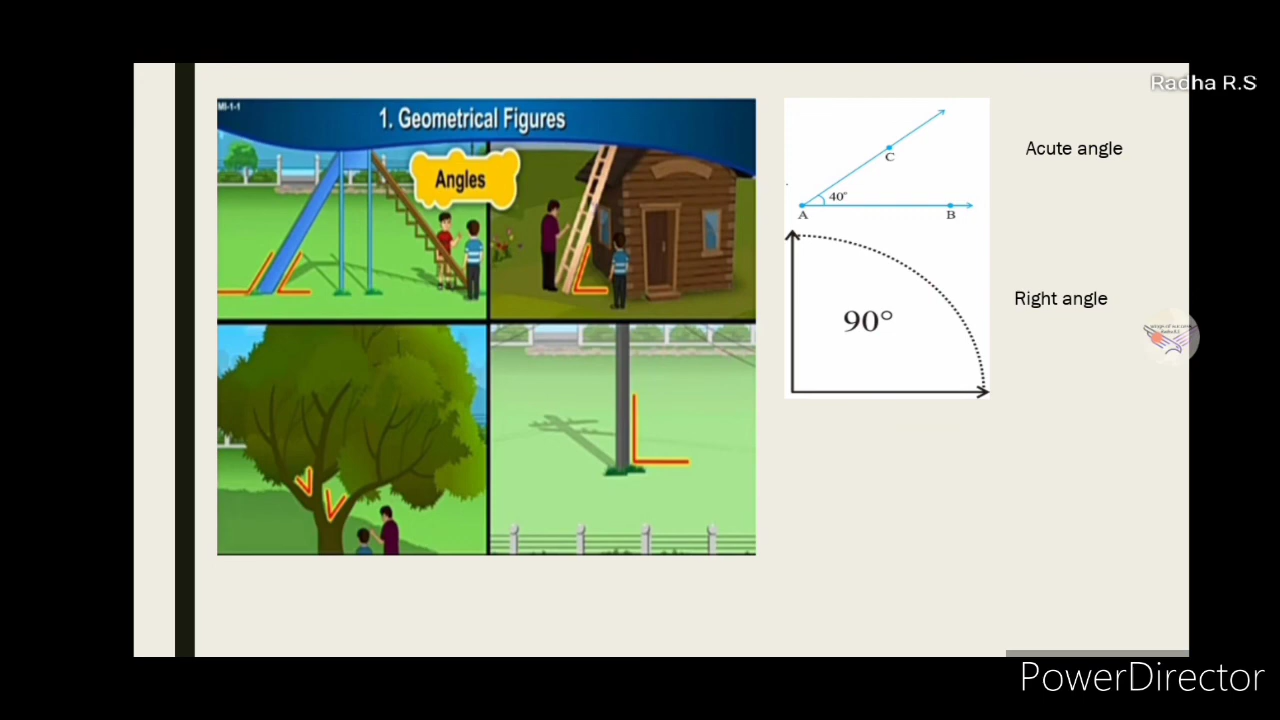 Radha R.S
MI-1-1
1. Geometrical Figures
Angles
C
40°
A
B
Acute angle
90°
Right angle
PowerDirector